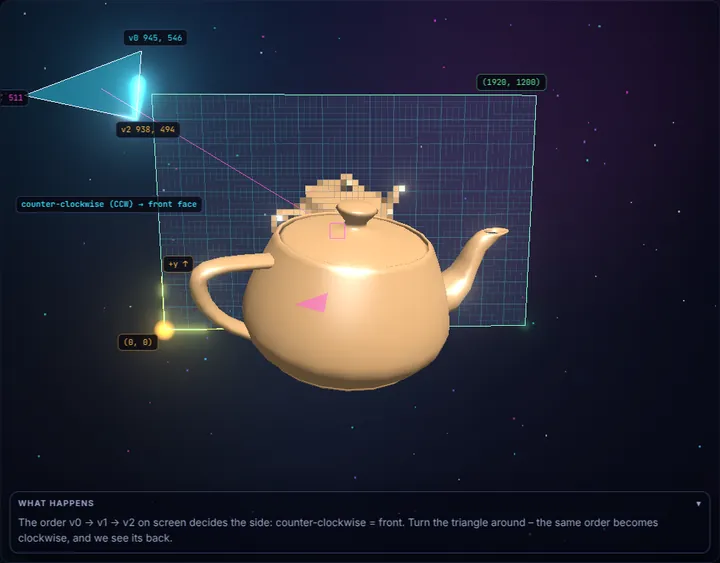 v0 945, 546
(1920, 1200)
511
v2 938, 494
counter-clockwise (CCW) → front face
+y ↑
(0, 0)
WHAT HAPPENS
The order v0 → v1 → v2 on screen decides the side: counter-clockwise = front. Turn the triangle around – the same order becomes
clockwise, and we see its back.